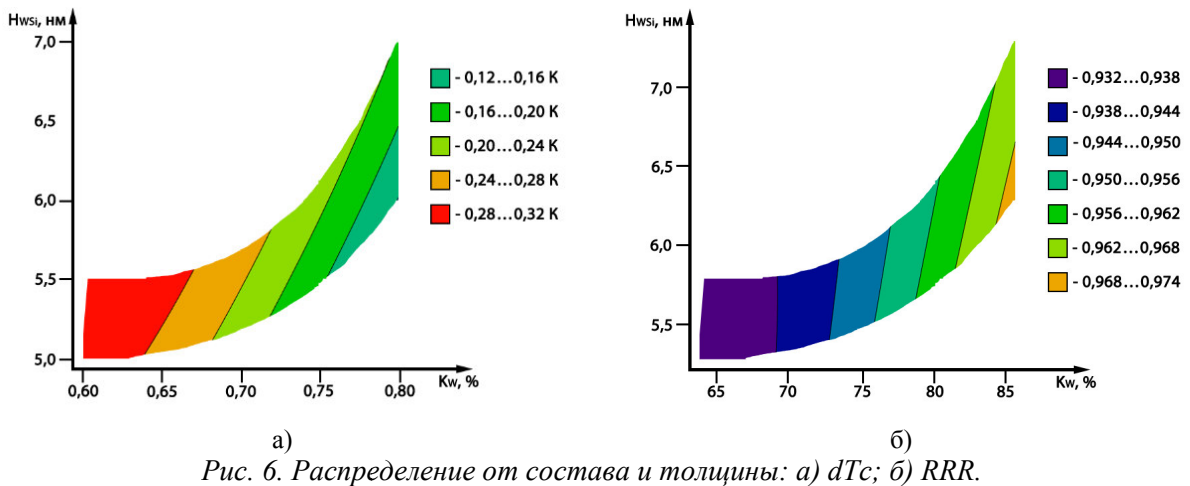 Hwsi, нм
7,0
6,5
6,0
5,5
5,0
0,60 0,65 0,70 0,75 0,80
Kw, %
- 0,12...0,16 К
- 0,16...0,20 К
- 0,20...0,24 К
- 0,24...0,28 К
- 0,28...0,32 К
а)
Hwsi, нм
7,0
6,5
6,0
5,5
65 70 75 80 85
Kw, %
- 0,932...0,938
- 0,938...0,944
- 0,944...0,950
- 0,950...0,956
- 0,956...0,962
- 0,962...0,968
- 0,968...0,974
б)
Рис. 6. Распределение от состава и толщины: а) dTc; б) RRR.